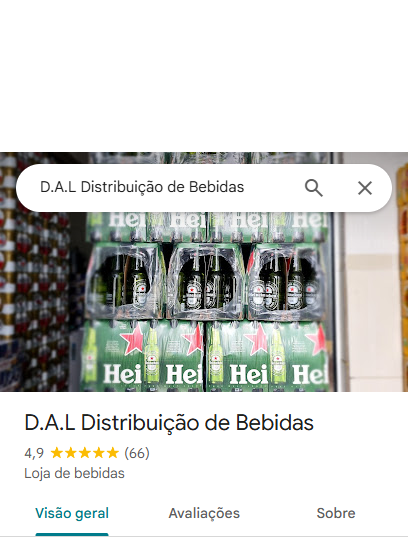 D.A.L Distribuição de Bebidas
Hei Hei Hei
Hei Hei Hei Hei
D.A.L Distribuição de Bebidas
4,9 ★★★★★ (66)
Loja de bebidas
Visão geral Avaliações Sobre